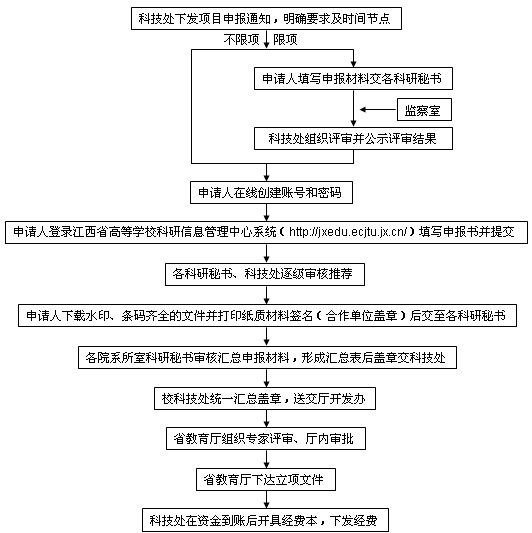 科技处下发项目申报通知，明确要求及时间节点
不限项 限项
申请人填写申报材料交各科研秘书
监察室
科技处组织评审并公示评审结果
申请人在线创建账号和密码
申请人登录江西省高等学校科研信息管理中心系统（http://jxedu.ecjtu.jx.cn/）填写申报书并提交
各科研秘书、科技处逐级审核推荐
申请人下载水印、条码齐全的文件并打印纸质材料签名（合作单位盖章）后交至各科研秘书
各院系所室科研秘书审核汇总申报材料，形成汇总表后盖章交科技处
校科技处统一汇总盖章，送交厅开发办
省教育厅组织专家评审、厅内审批
省教育厅下达立项文件
科技处在资金到账后开具经费本，下发经费